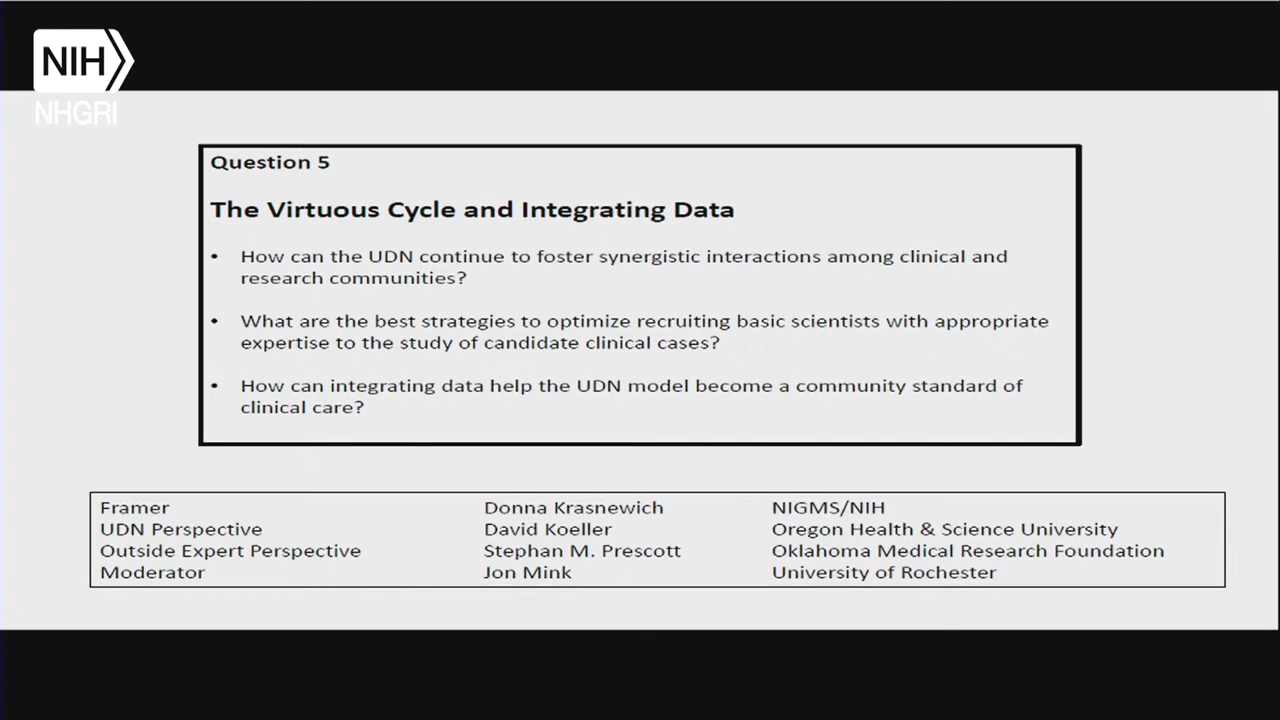 NIH
NHGRI
Question 5
The Virtuous Cycle and Integrating Data
• How can the UDN continue to foster synergistic interactions among clinical and
research communities?
• What are the best strategies to optimize recruiting basic scientists with appropriate
expertise to the study of candidate clinical cases?
• How can integrating data help the UDN model become a community standard of
clinical care?
Framer Donna Krasnewich NIGMS/NIH
UDN Perspective David Koeller Oregon Health & Science University
Outside Expert Perspective Stephan M. Prescott Oklahoma Medical Research Foundation
Moderator Jon Mink University of Rochester